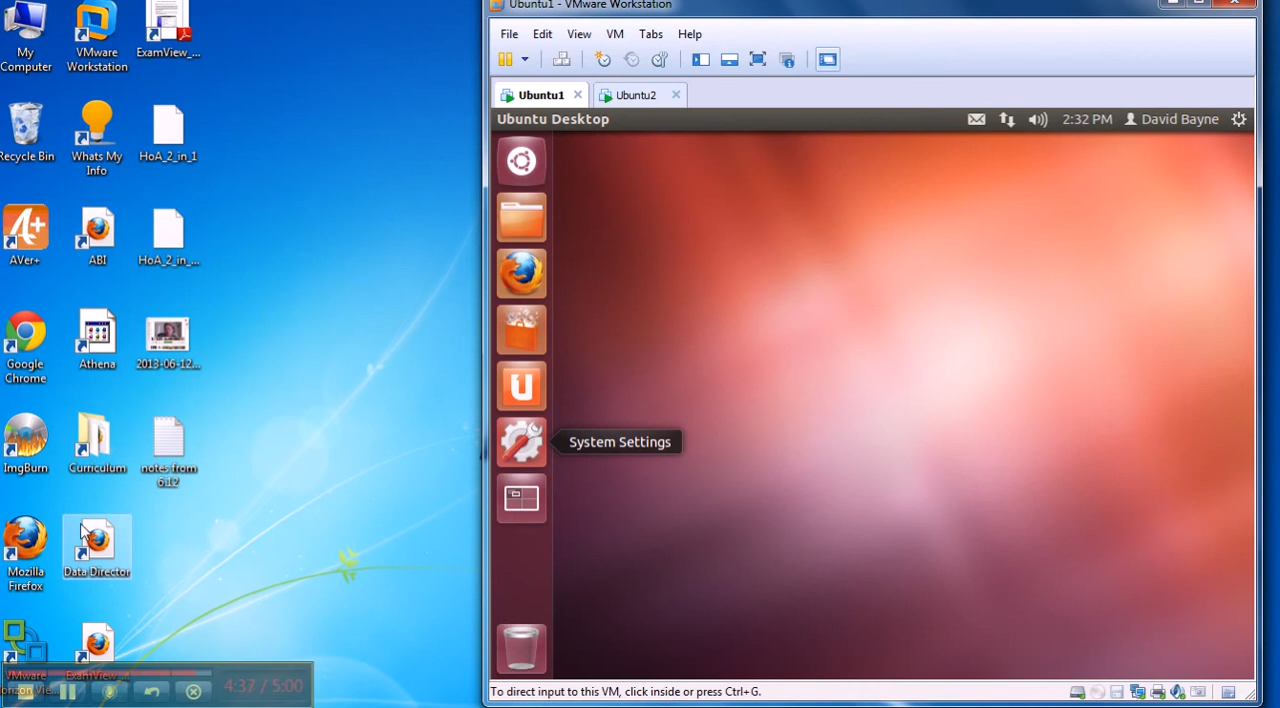 My
Computer
VMware
Workstation
ExamView_...
Recycle Bin
Whats My
Info
HoA_2_in_1
AVer+
ABI
HoA_2_in_...
Google
Chrome
Athena
2013-06-12...
ImgBurn
Curriculum
notes from
6.12
Mozilla
Firefox
Data Director
VMware
ExamView_...
4:37 / 5:00
Ubuntu1 - VMware Workstation
File Edit View VM Tabs Help
Ubuntu1 Ubuntu2
Ubuntu Desktop 2:32 PM David Bayne
System Settings
To direct input to this VM, click inside or press Ctrl+G.